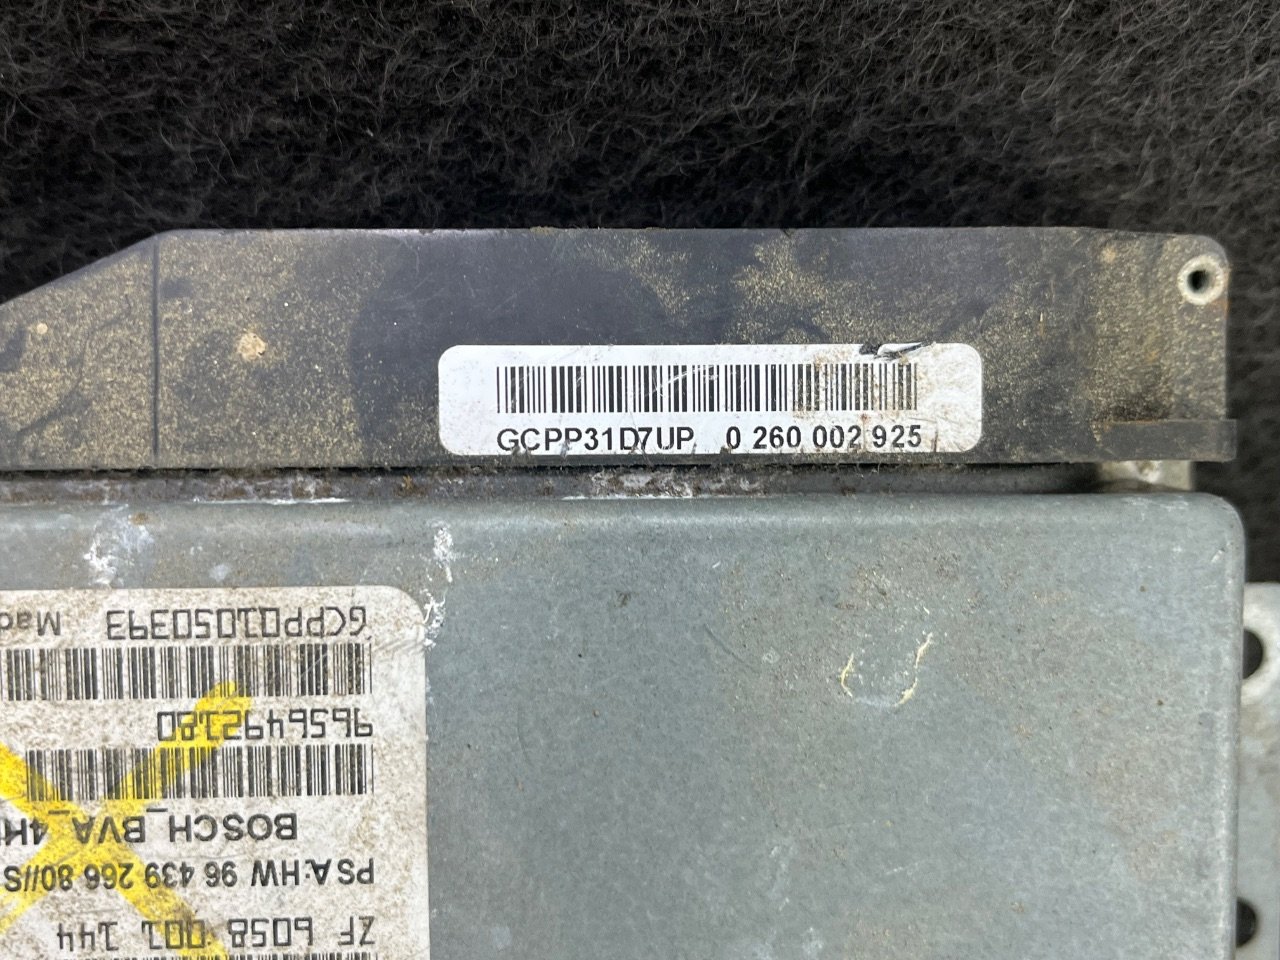 GCPP31D7UP 0 260 002 925
ZF 6058 001 144
PSA:HW 96 439 266 80//S
BOSCH_BVA_4H
9656492180
GCPP01050393 Mad